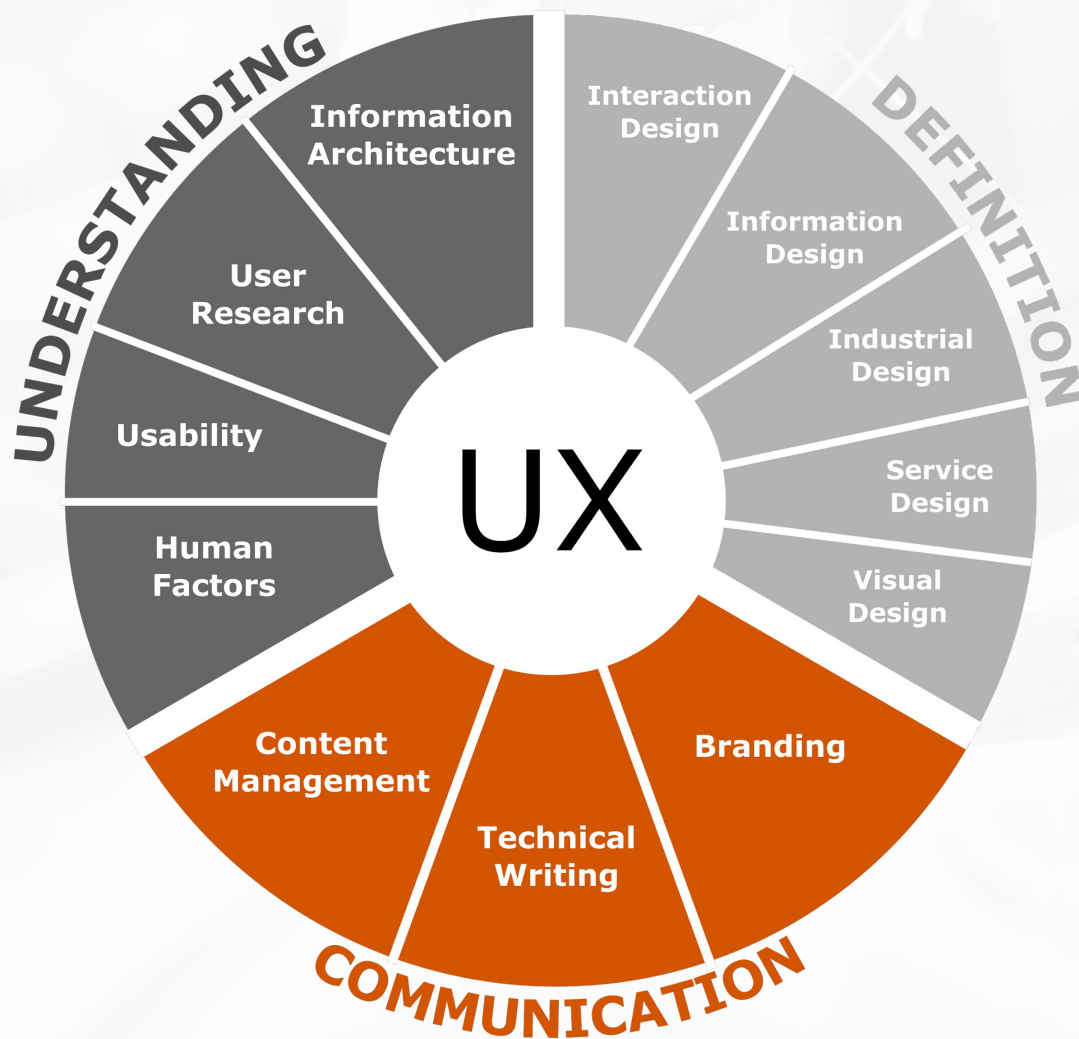 UNDERSTANDING
Information
Architecture
User
Research
Usability
Human
Factors
DEFINITION
Interaction
Design
Information
Design
Industrial
Design
Service
Design
Visual
Design
UX
COMMUNICATION
Content
Management
Technical
Writing
Branding